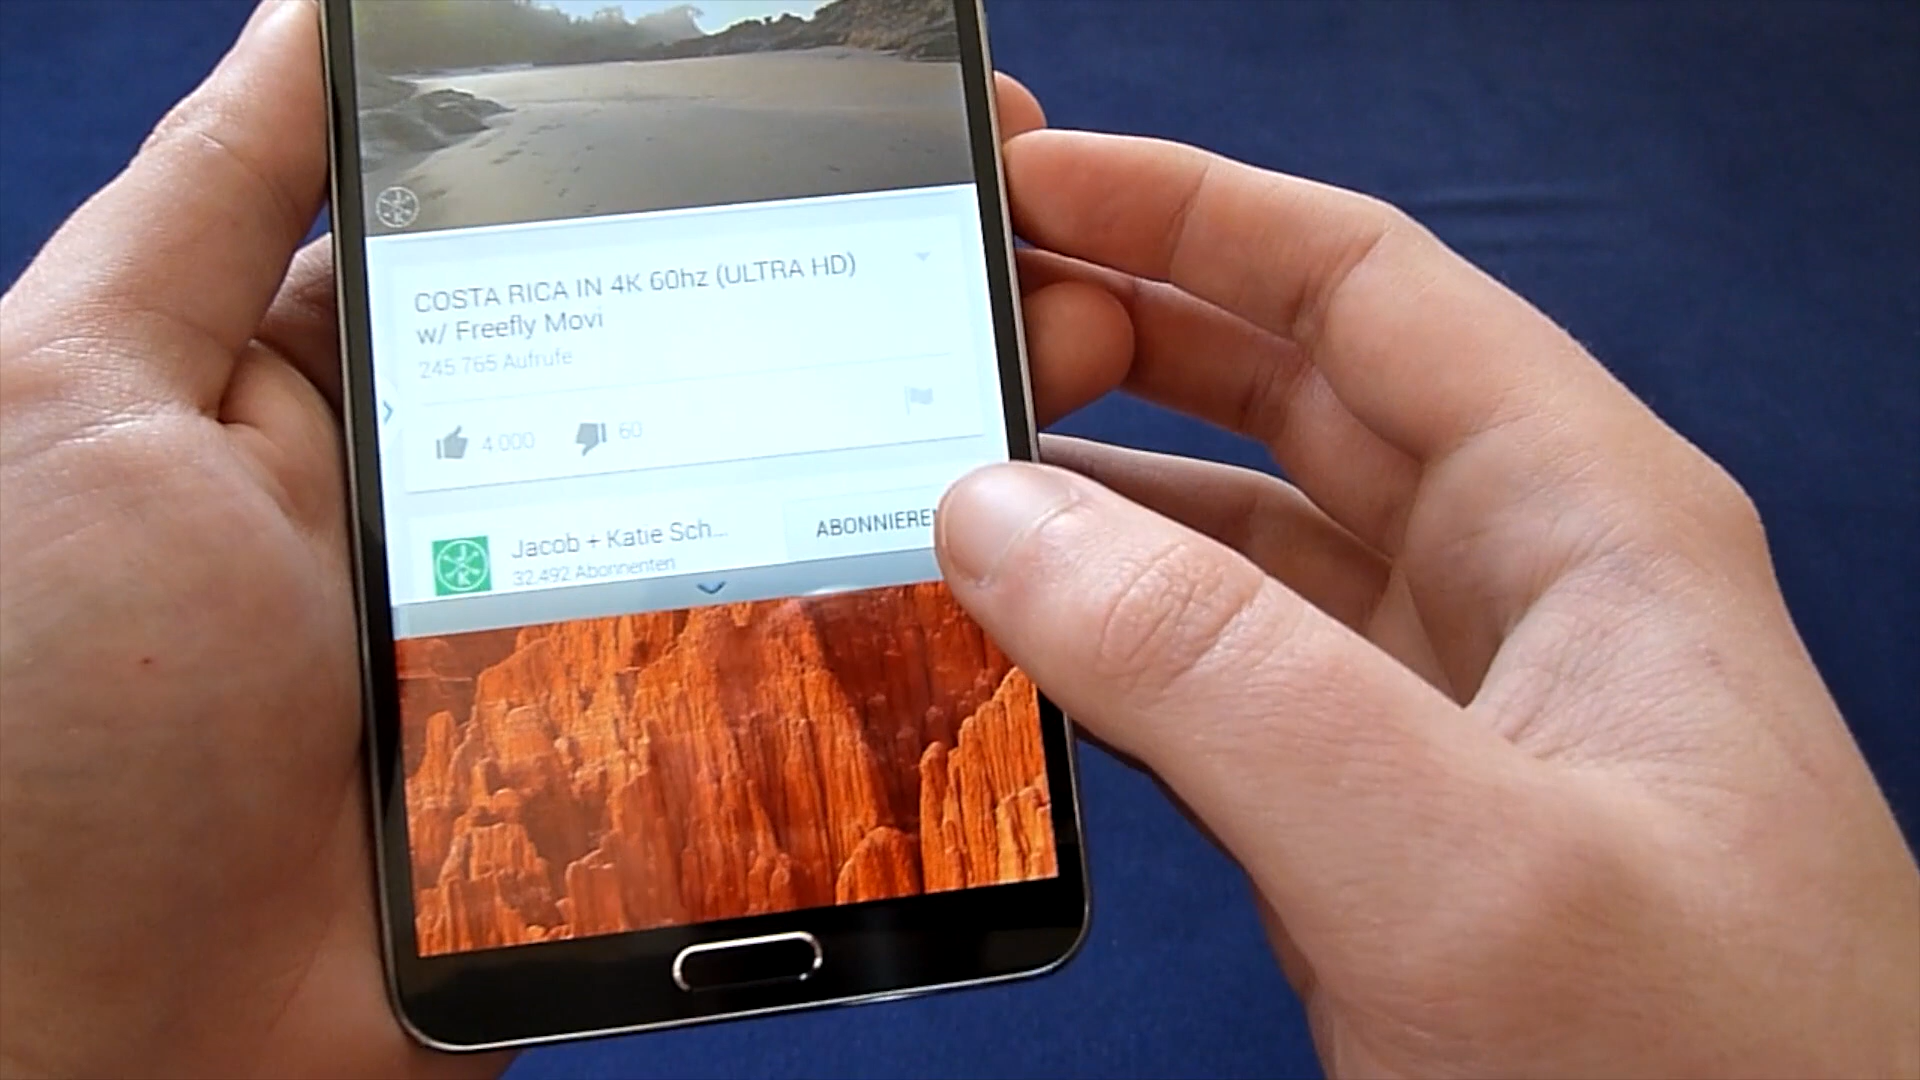 COSTA RICA IN 4K 60hz (ULTRA HD)
w/ Freefly Movi
245.765 Aufrufe
4.000
60
Jacob + Katie Sch...
ABONNIEREN
32.492 Abonnenten